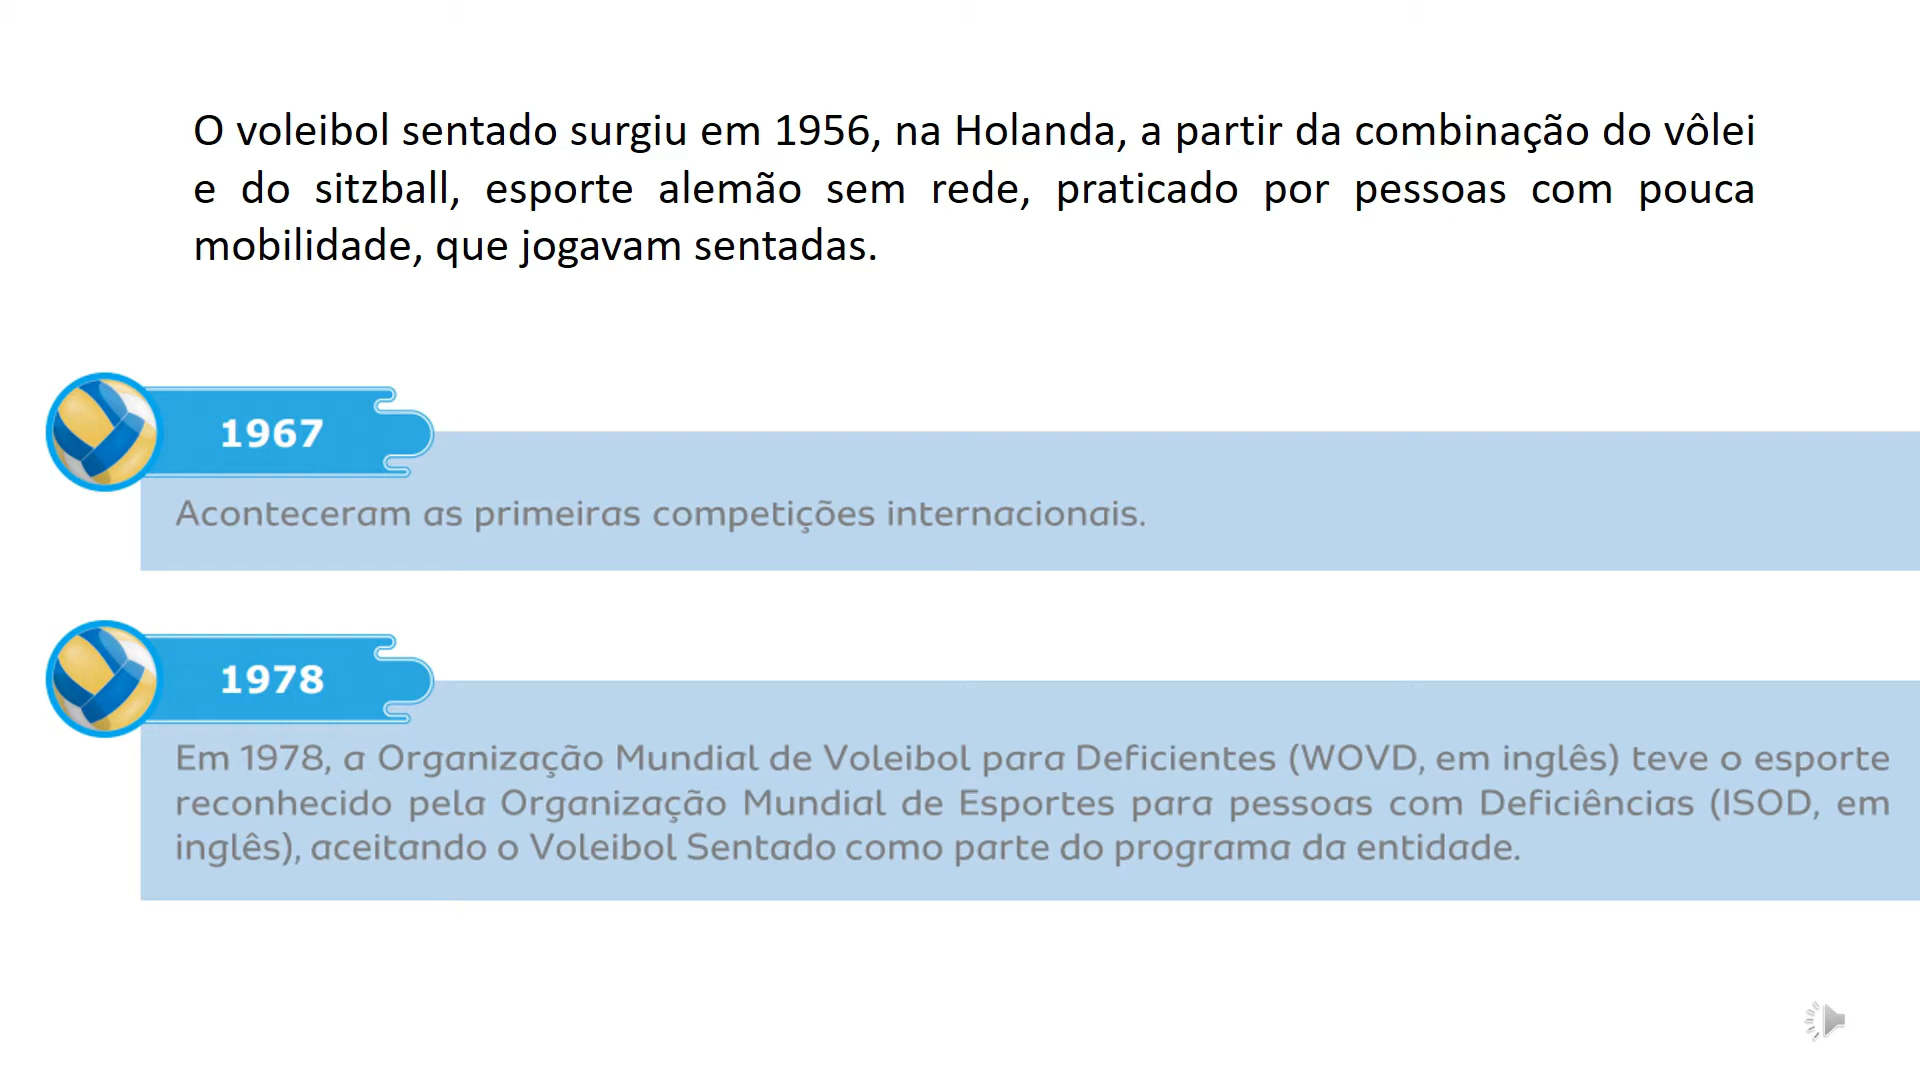 O voleibol sentado surgiu em 1956, na Holanda, a partir da combinação do vôlei
e do sitzball, esporte alemão sem rede, praticado por pessoas com pouca
mobilidade, que jogavam sentadas.
1967
Aconteceram as primeiras competições internacionais.
1978
Em 1978, a Organização Mundial de Voleibol para Deficientes (WOVD, em inglês) teve o esporte
reconhecido pela Organização Mundial de Esportes para pessoas com Deficiências (ISOD, em
inglês), aceitando o Voleibol Sentado como parte do programa da entidade.